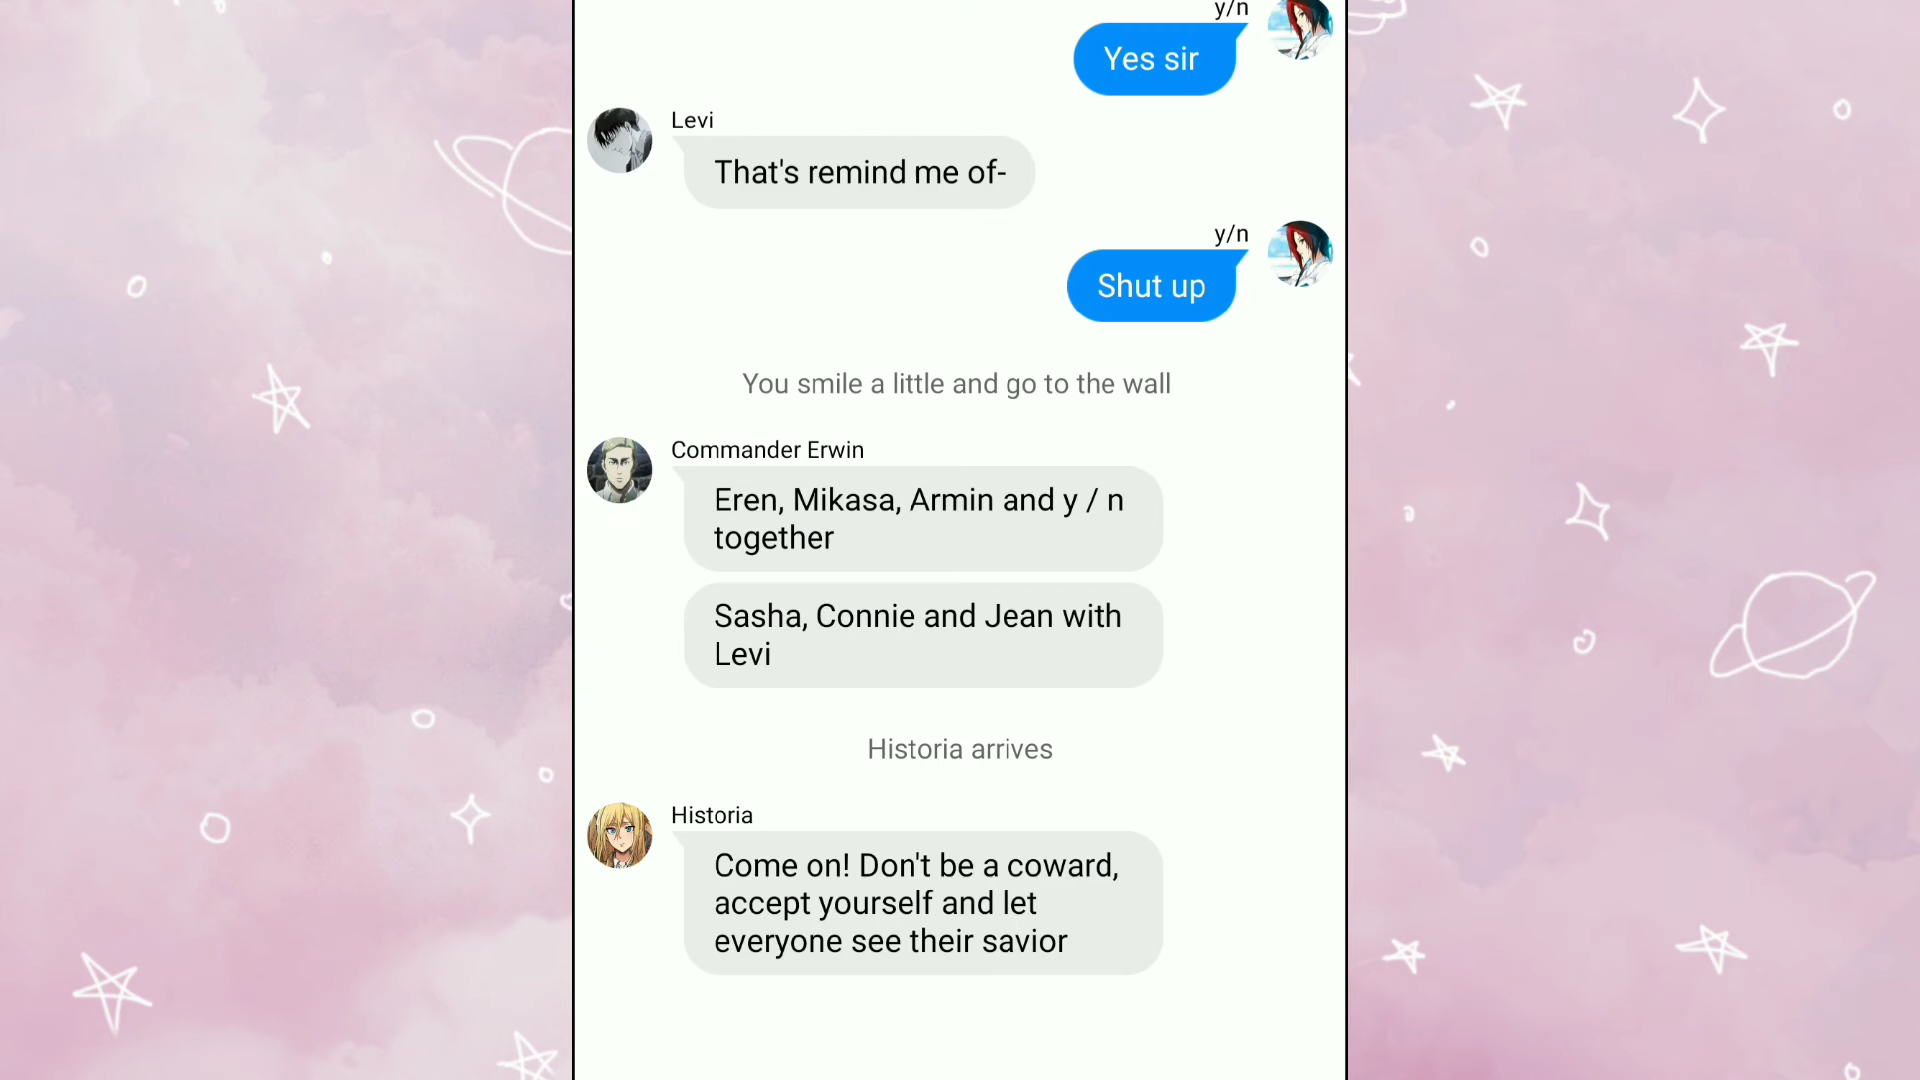 y/n
Yes sir
Levi
That's remind me of-
y/n
Shut up
You smile a little and go to the wall
Commander Erwin
Eren, Mikasa, Armin and y / n
together
Sasha, Connie and Jean with
Levi
Historia arrives
Historia
Come on! Don't be a coward,
accept yourself and let
everyone see their savior